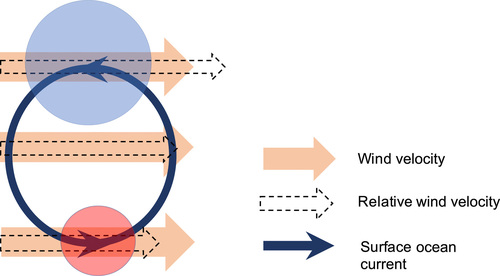 Wind velocity
Relative wind velocity
Surface ocean
current